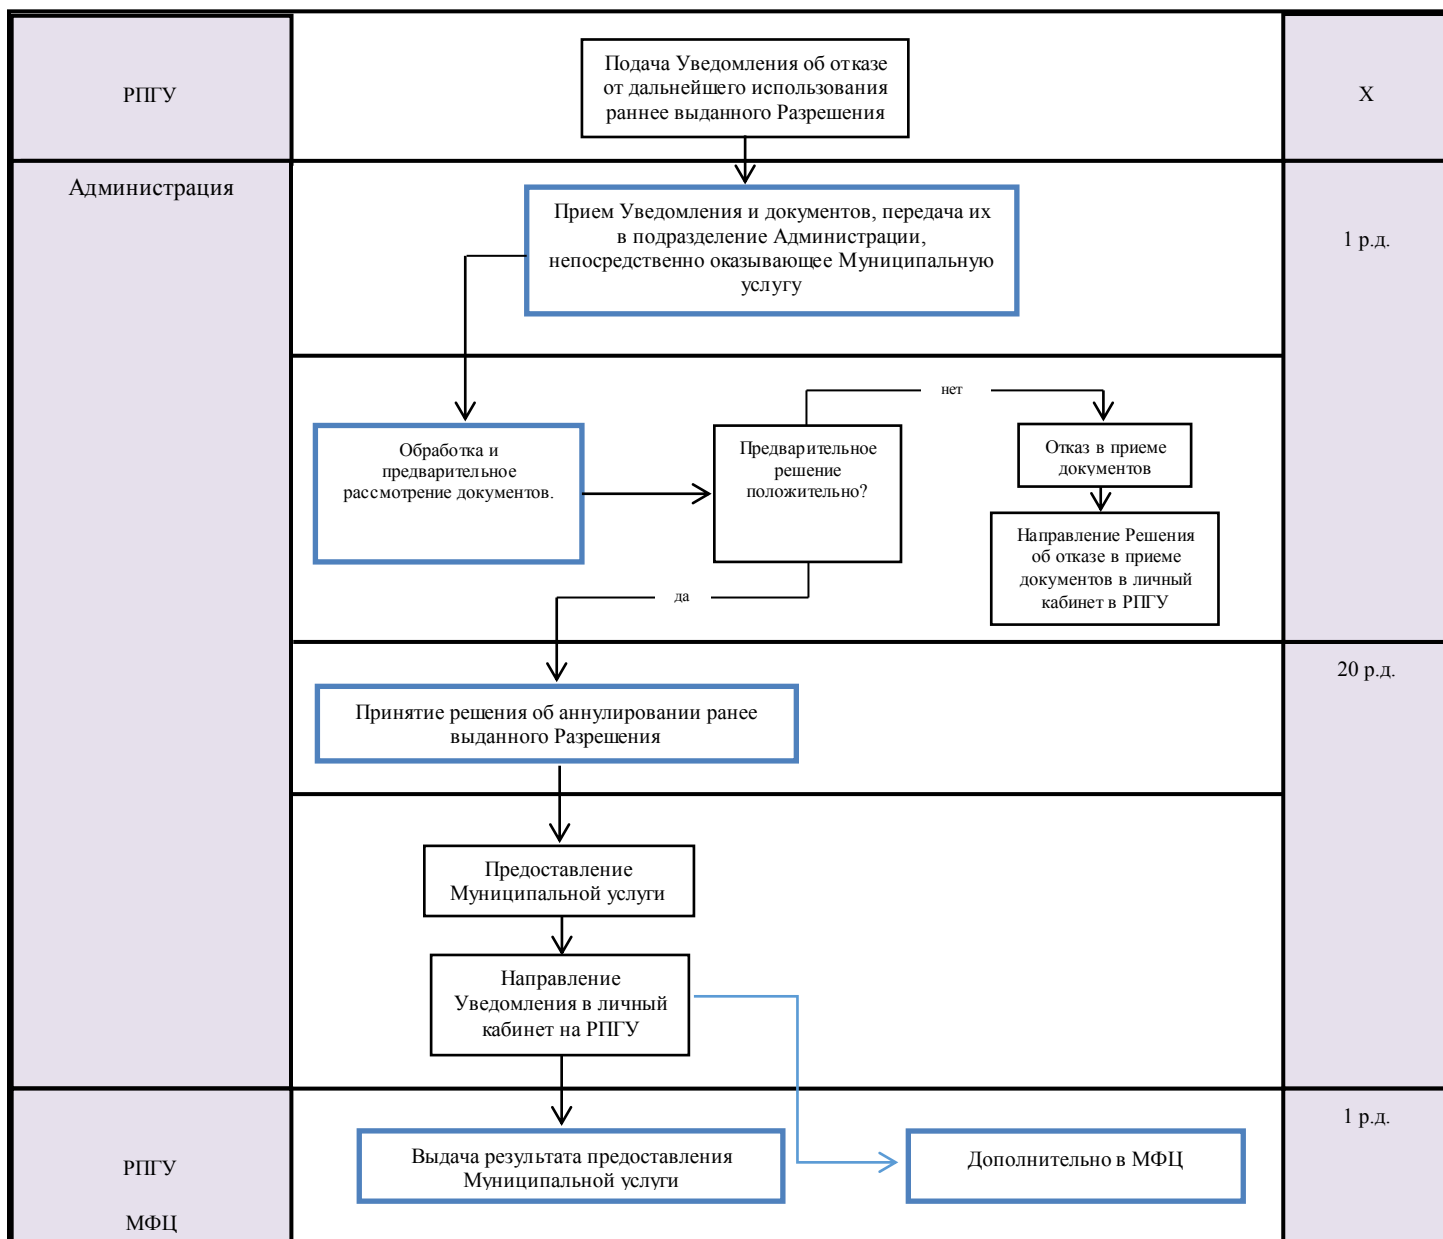 РПГУ
Подача Уведомления об отказе
от дальнейшего использования
раннее выданного Разрешения
X
Администрация
Прием Уведомления и документов, передача их
в подразделение Администрации,
непосредственно оказывающее Муниципальную
услугу
1 р.д.
нет
Обработка и
предварительное
рассмотрение документов.
Предварительное
решение
положительно?
Отказ в приеме
документов
Направление Решения
об отказе в приеме
документов в личный
кабинет в РПГУ
да
20 р.д.
Принятие решения об аннулировании ранее
выданного Разрешения
Предоставление
Муниципальной услуги
Направление
Уведомления в личный
кабинет на РПГУ
1 р.д.
РПГУ
МФЦ
Выдача результата предоставления
Муниципальной услуги
Дополнительно в МФЦ